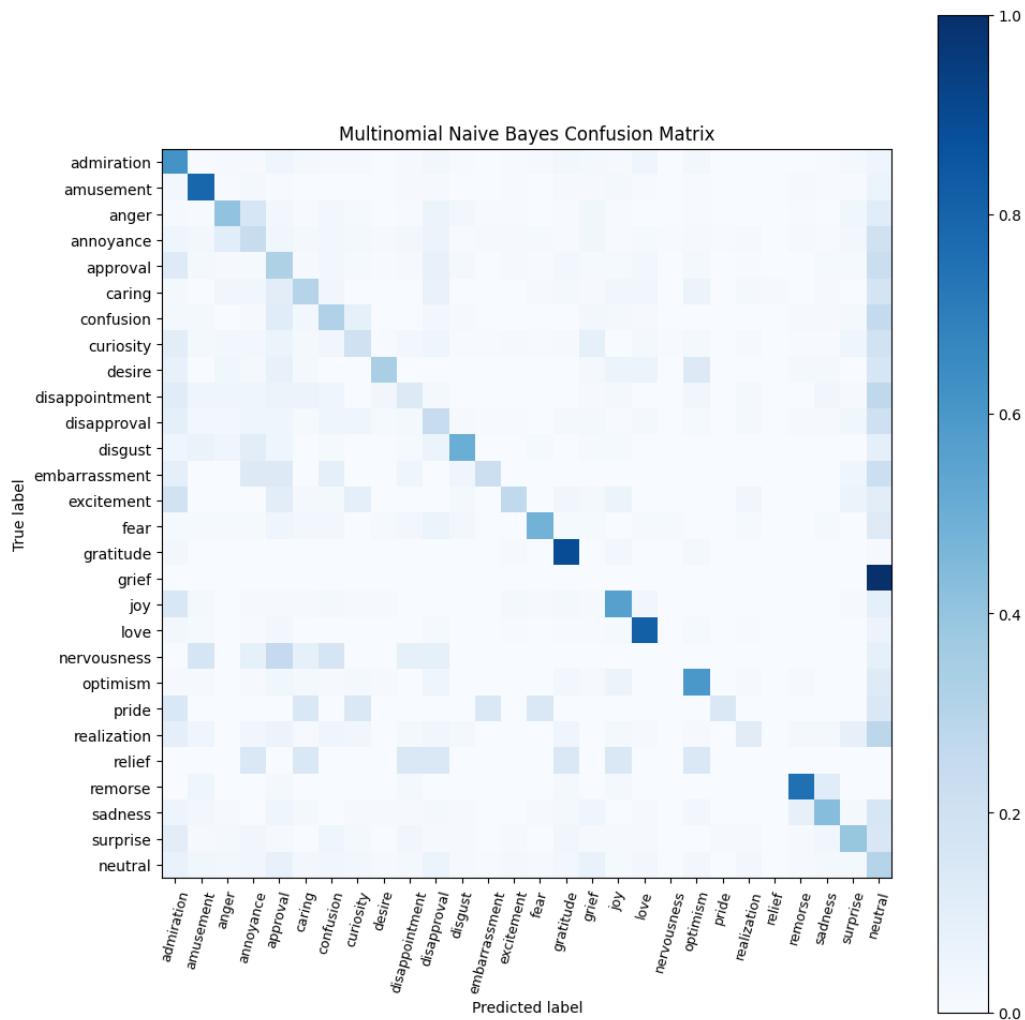 Multinomial Naive Bayes Confusion Matrix
True label
admiration
amusement
anger
annoyance
approval
caring
confusion
curiosity
desire
disappointment
disapproval
disgust
embarrassment
excitement
fear
gratitude
grief
joy
love
nervousness
optimism
pride
realization
relief
remorse
sadness
surprise
neutral
admiration
amusement
anger
annoyance
approval
caring
confusion
curiosity
desire
disappointment
disapproval
disgust
embarrassment
excitement
fear
gratitude
grief
joy
love
nervousness
optimism
pride
realization
relief
remorse
sadness
surprise
neutral
Predicted label
1.0
0.8
0.6
0.4
0.2
0.0